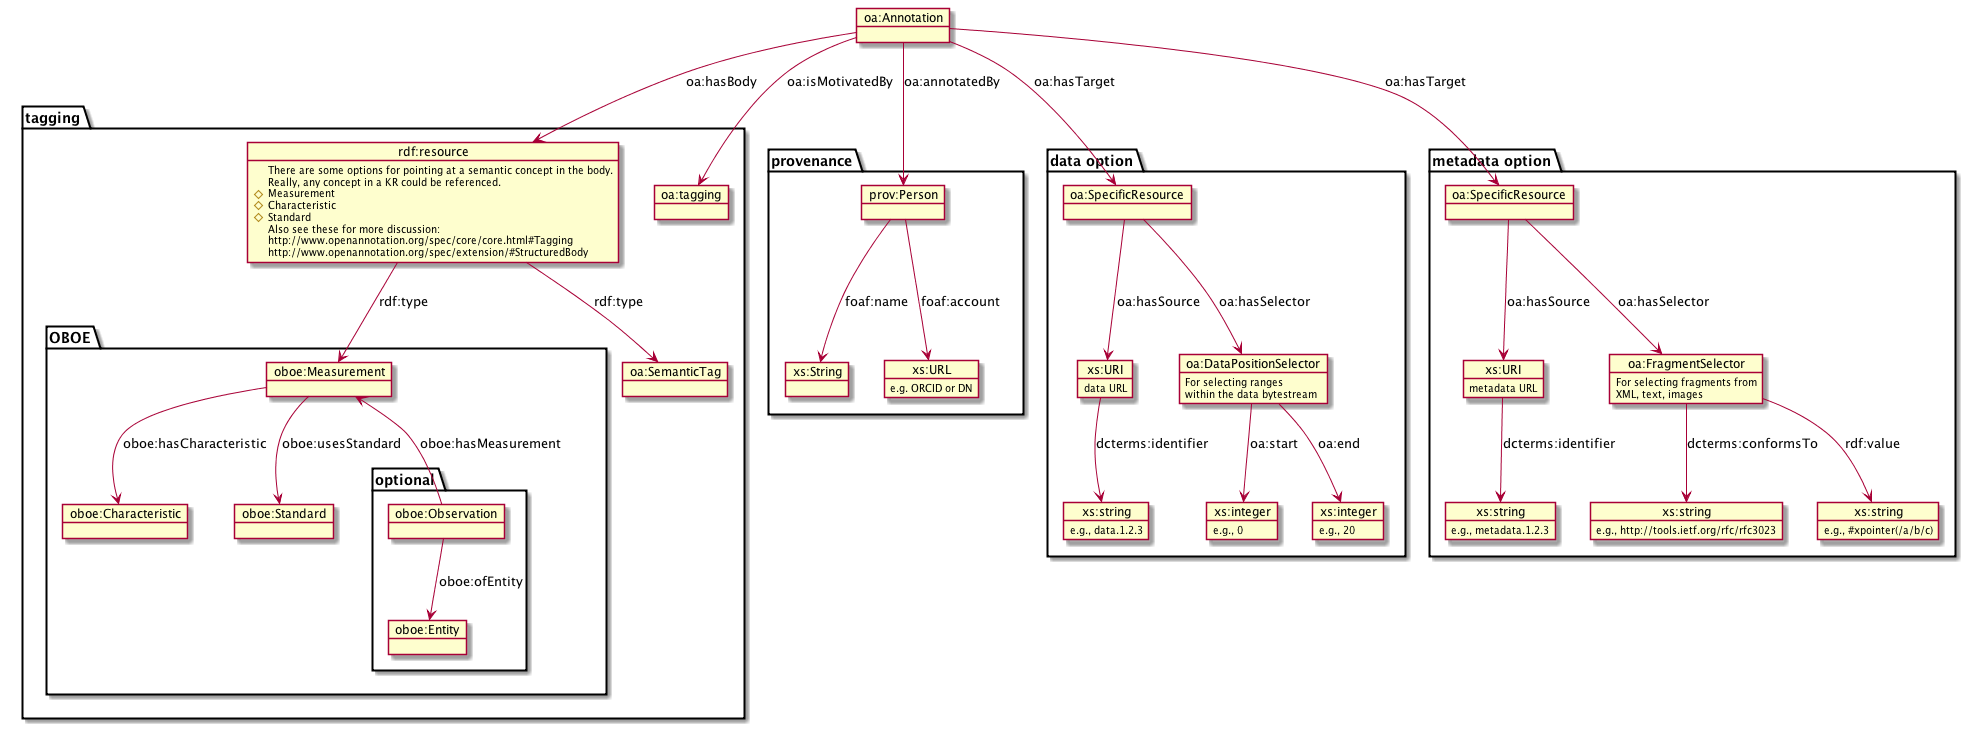 oa:Annotation
oa:hasBody
oa:isMotivatedBy
oa:annotatedBy
oa:hasTarget
oa:hasTarget
tagging
rdf:resource
There are some options for pointing at a semantic concept in the body.
Really, any concept in a KR could be referenced.
Measurement
Characteristic
Standard
Also see these for more discussion:
http://www.openannotation.org/spec/core/core.html#Tagging
http://www.openannotation.org/spec/extension/#StructuredBody
oa:tagging
rdf:type
rdf:type
OBOE
oboe:Measurement
oa:SemanticTag
oboe:hasCharacteristic
oboe:usesStandard
oboe:hasMeasurement
optional
oboe:Characteristic
oboe:Standard
oboe:Observation
oboe:ofEntity
oboe:Entity
provenance
prov:Person
foaf:name
foaf:account
xs:String
xs:URL
e.g. ORCID or DN
data option
oa:SpecificResource
oa:hasSource
oa:hasSelector
xs:URI
data URL
oa:DataPositionSelector
For selecting ranges
within the data bytestream
dcterms:identifier
oa:start
oa:end
xs:string
e.g., data.1.2.3
xs:integer
e.g., 0
xs:integer
e.g., 20
metadata option
oa:SpecificResource
oa:hasSource
oa:hasSelector
xs:URI
metadata URL
oa:FragmentSelector
For selecting fragments from
XML, text, images
dcterms:identifier
dcterms:conformsTo
rdf:value
xs:string
e.g., metadata.1.2.3
xs:string
e.g., http://tools.ietf.org/rfc/rfc3023
xs:string
e.g., #xpointer(/a/b/c)